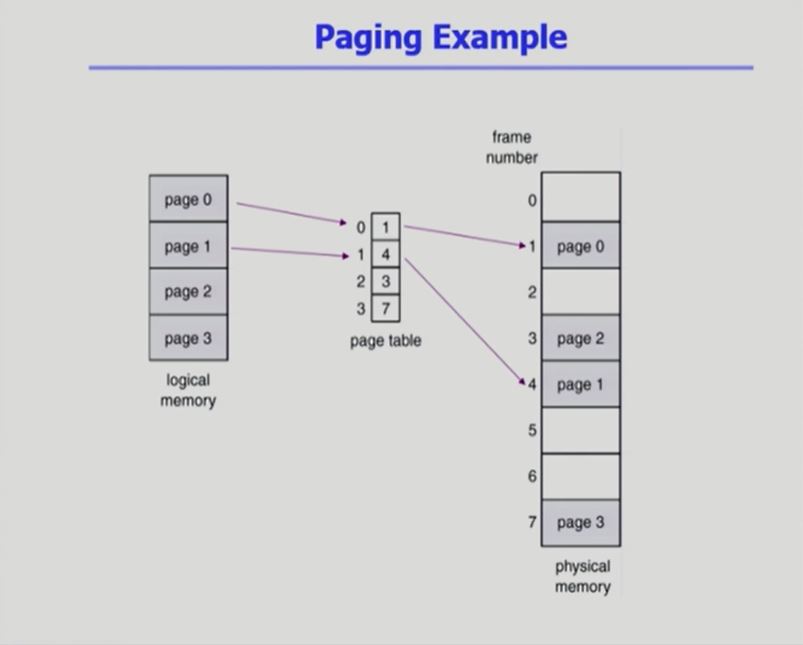 Paging Example
frame
number
page 0
page 1
page 2
page 3
logical
memory
0 1
1 4
2 3
3 7
page table
0
1 page 0
2
3 page 2
4 page 1
5
6
7 page 3
physical
memory